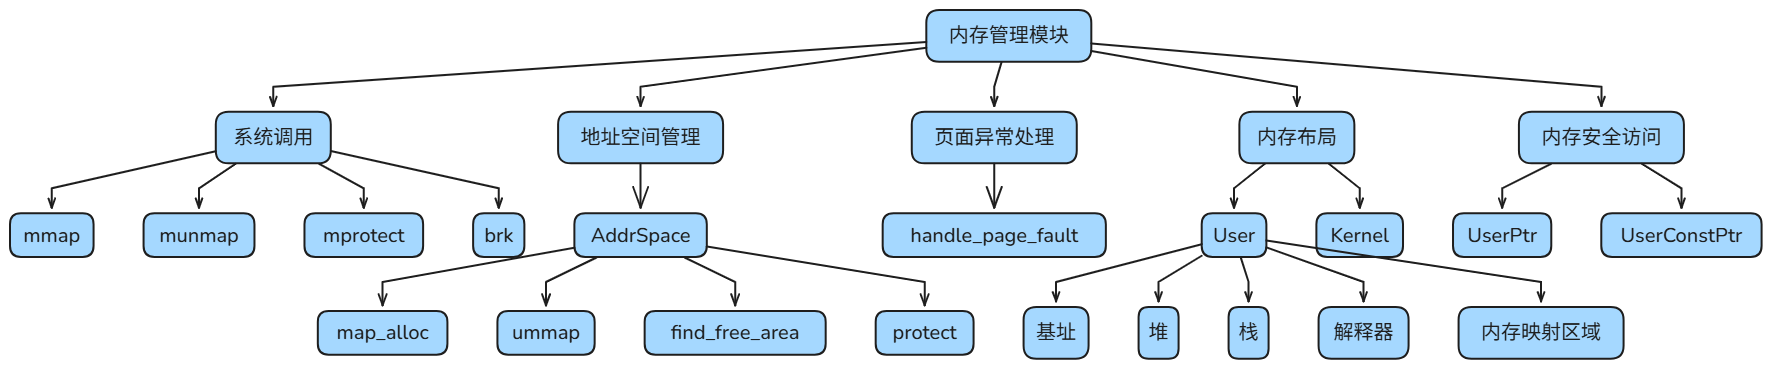 内存管理模块
系统调用
地址空间管理
页面异常处理
内存布局
内存安全访问
mmap
munmap
mprotect
brk
AddrSpace
handle_page_fault
User
Kernel
UserPtr
UserConstPtr
map_alloc
ummap
find_free_area
protect
基址
堆
栈
解释器
内存映射区域